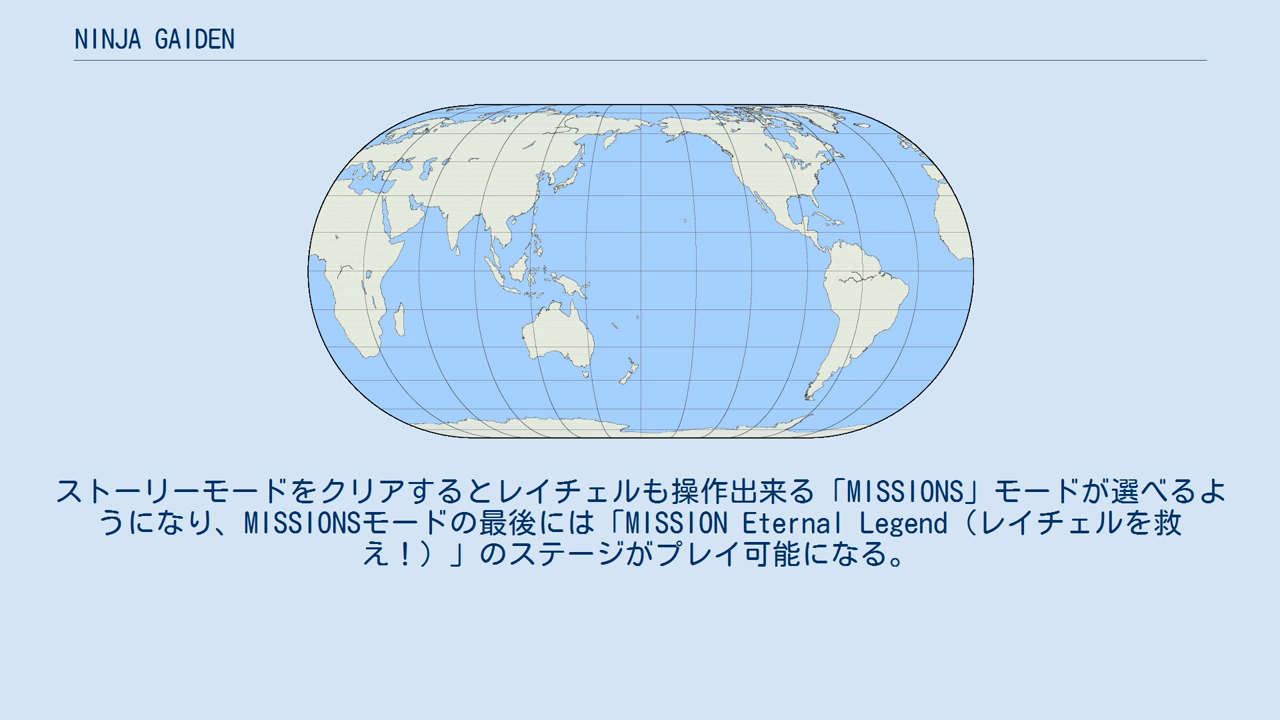 NINJA GAIDEN
ストーリーモードをクリアするとレイチェルも操作出来る「MISSIONS」モードが選べるよ
うになり、MISSIONSモードの最後には「MISSION Eternal Legend（レイチェルを救
え！）」のステージがプレイ可能になる。